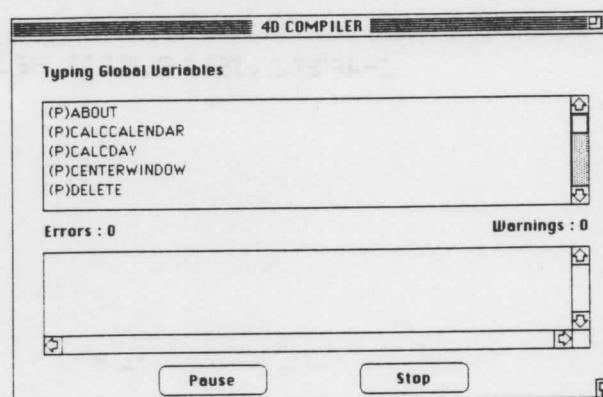 4D COMPILER
Typing Global Variables
(P)ABOUT
(P)CALCCALENDAR
(P)CALCDAY
(P)CENTERWINDOW
(P)DELETE
Errors : 0 Warnings : 0
Pause Stop